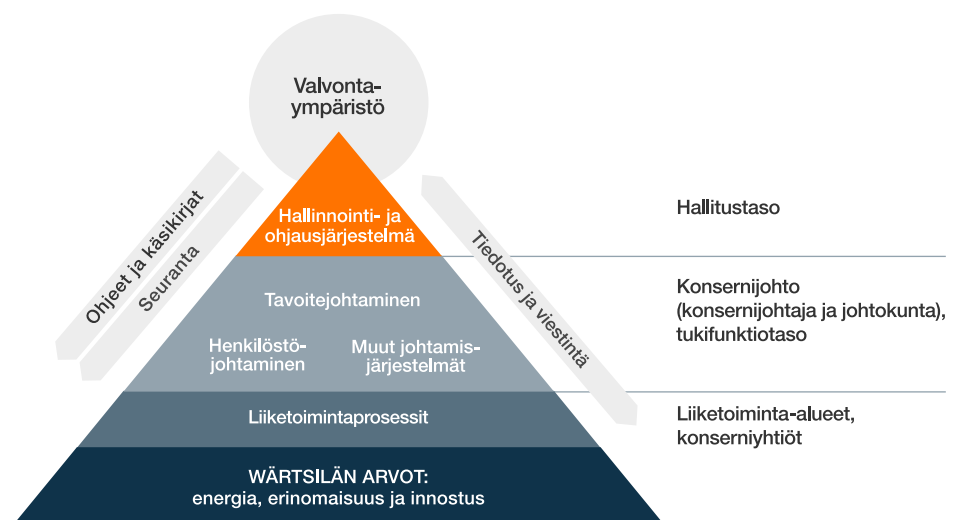 Valvonta-
ympäristö
Ohjeet ja käsikirjat
Seuranta
Hallinnointi- ja
ohjausjärjestelmä
Tiedotus ja viestintä
Hallitustaso
Tavoitejohtaminen
Henkilöstö-
johtaminen
Muut johtamis-
järjestelmät
Konsernijohto
(konsernijohtaja ja johtokunta),
tukifunktiotaso
Liiketoimintaprosessit
Liiketoiminta-alueet,
konserniyhtiöt
WÄRTSILÄN ARVOT:
energia, erinomaisuus ja innostus